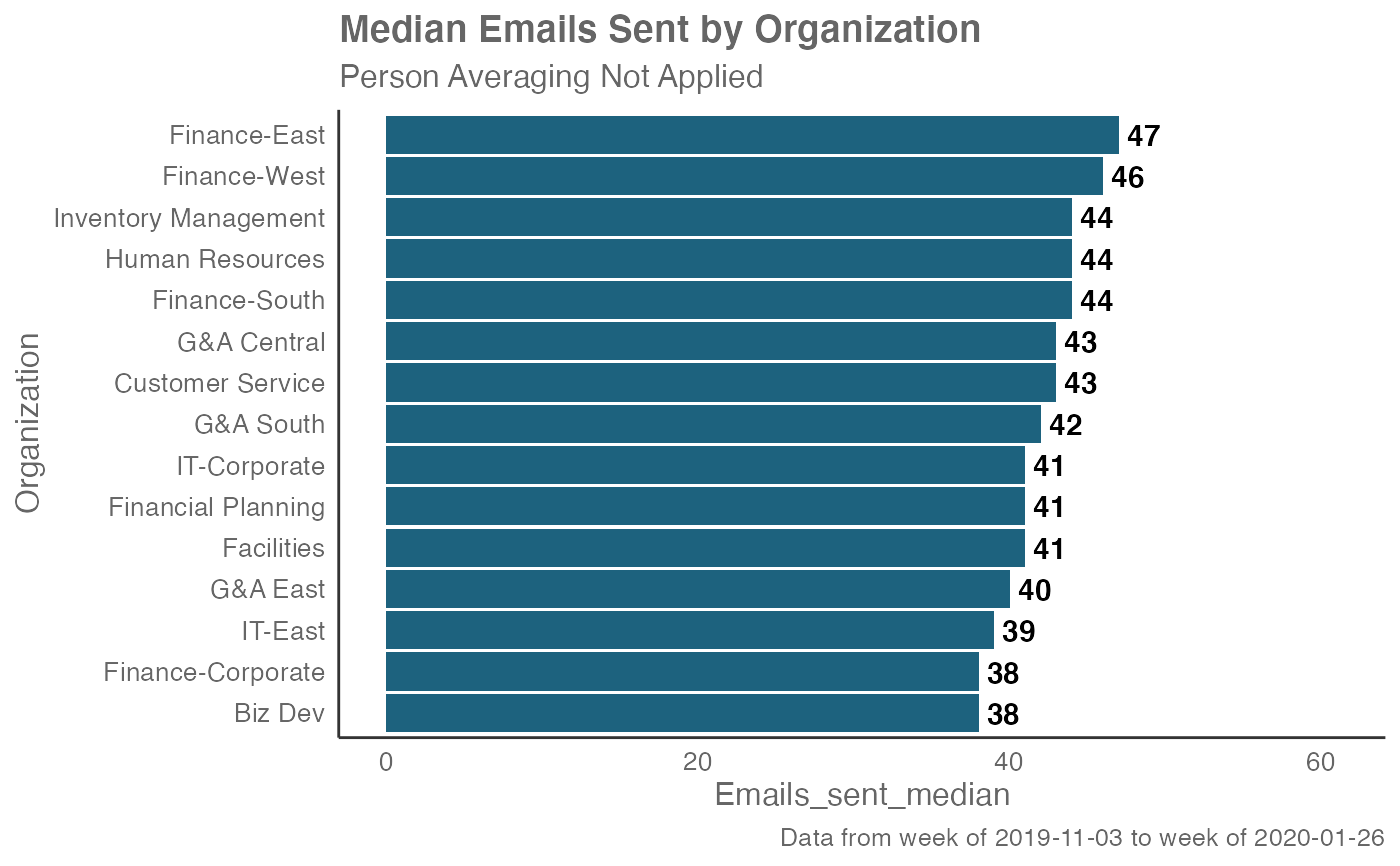 Median Emails Sent by Organization
Person Averaging Not Applied
Organization
Finance-East 47
Finance-West 46
Inventory Management 44
Human Resources 44
Finance-South 44
G&A Central 43
Customer Service 43
G&A South 42
IT-Corporate 41
Financial Planning 41
Facilities 41
G&A East 40
IT-East 39
Finance-Corporate 38
Biz Dev 38
0 20 40 60
Emails_sent_median
Data from week of 2019-11-03 to week of 2020-01-26